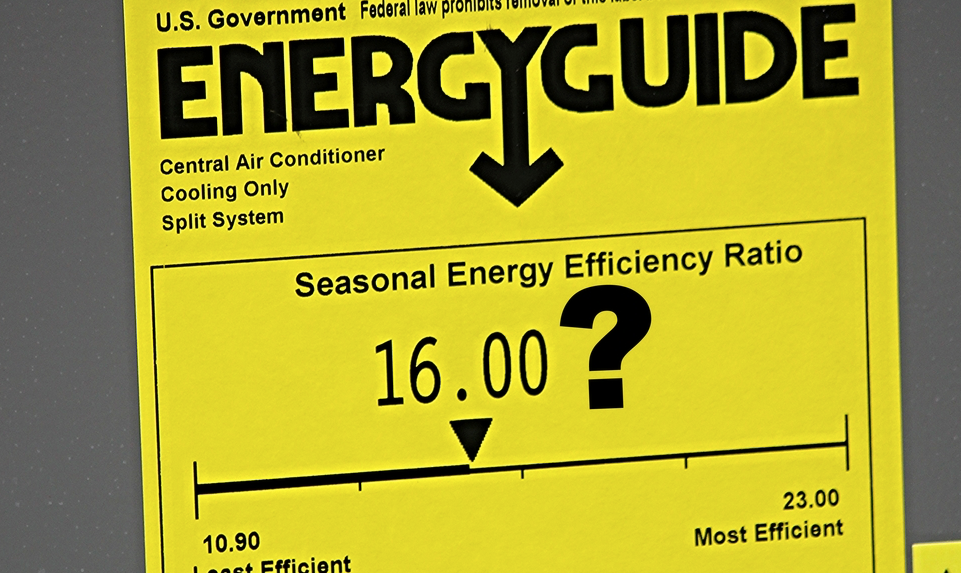 U.S. Government Federal law prohibits removal of this
ENERGYGUIDE
Central Air Conditioner
Cooling Only
Split System
Seasonal Energy Efficiency Ratio
16.00?
10.90
Least Efficient
23.00
Most Efficient